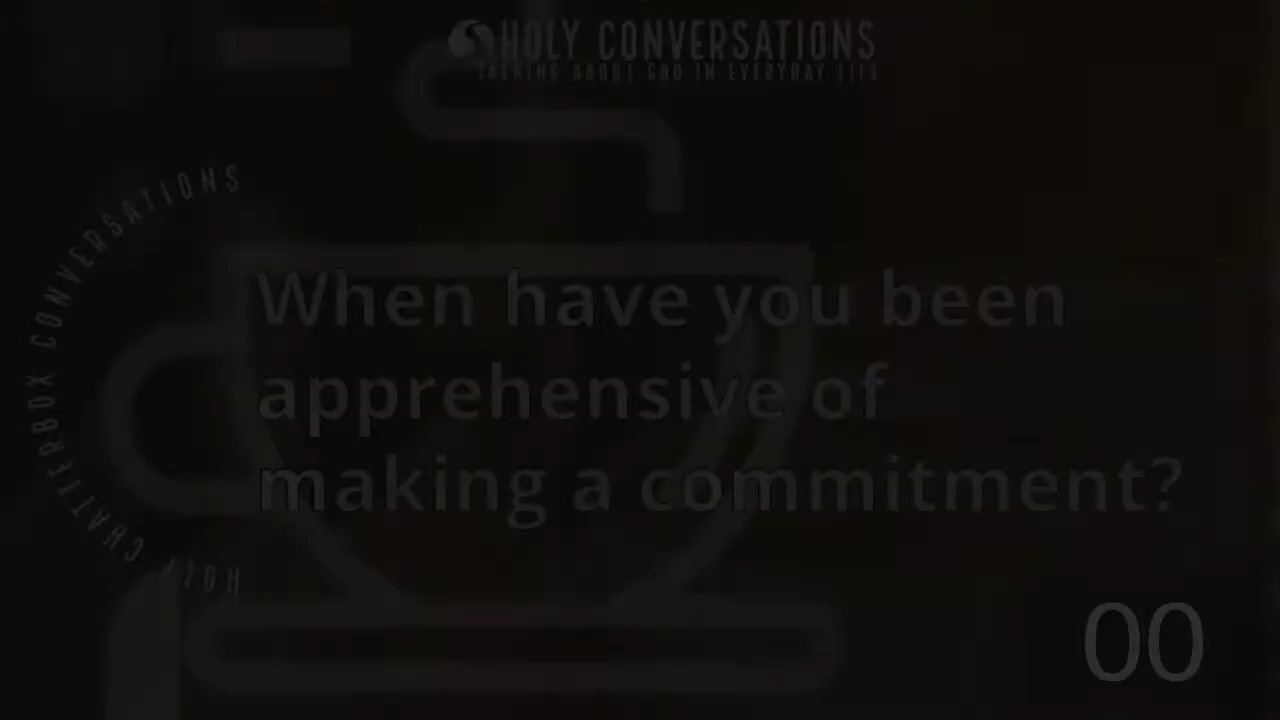 HOLY CONVERSATIONS
TALKING ABOUT GOD IN EVERYDAY LIFE
HOLY CHATTERBOX CONVERSATIONS
When have you been
apprehensive of
making a commitment?
00